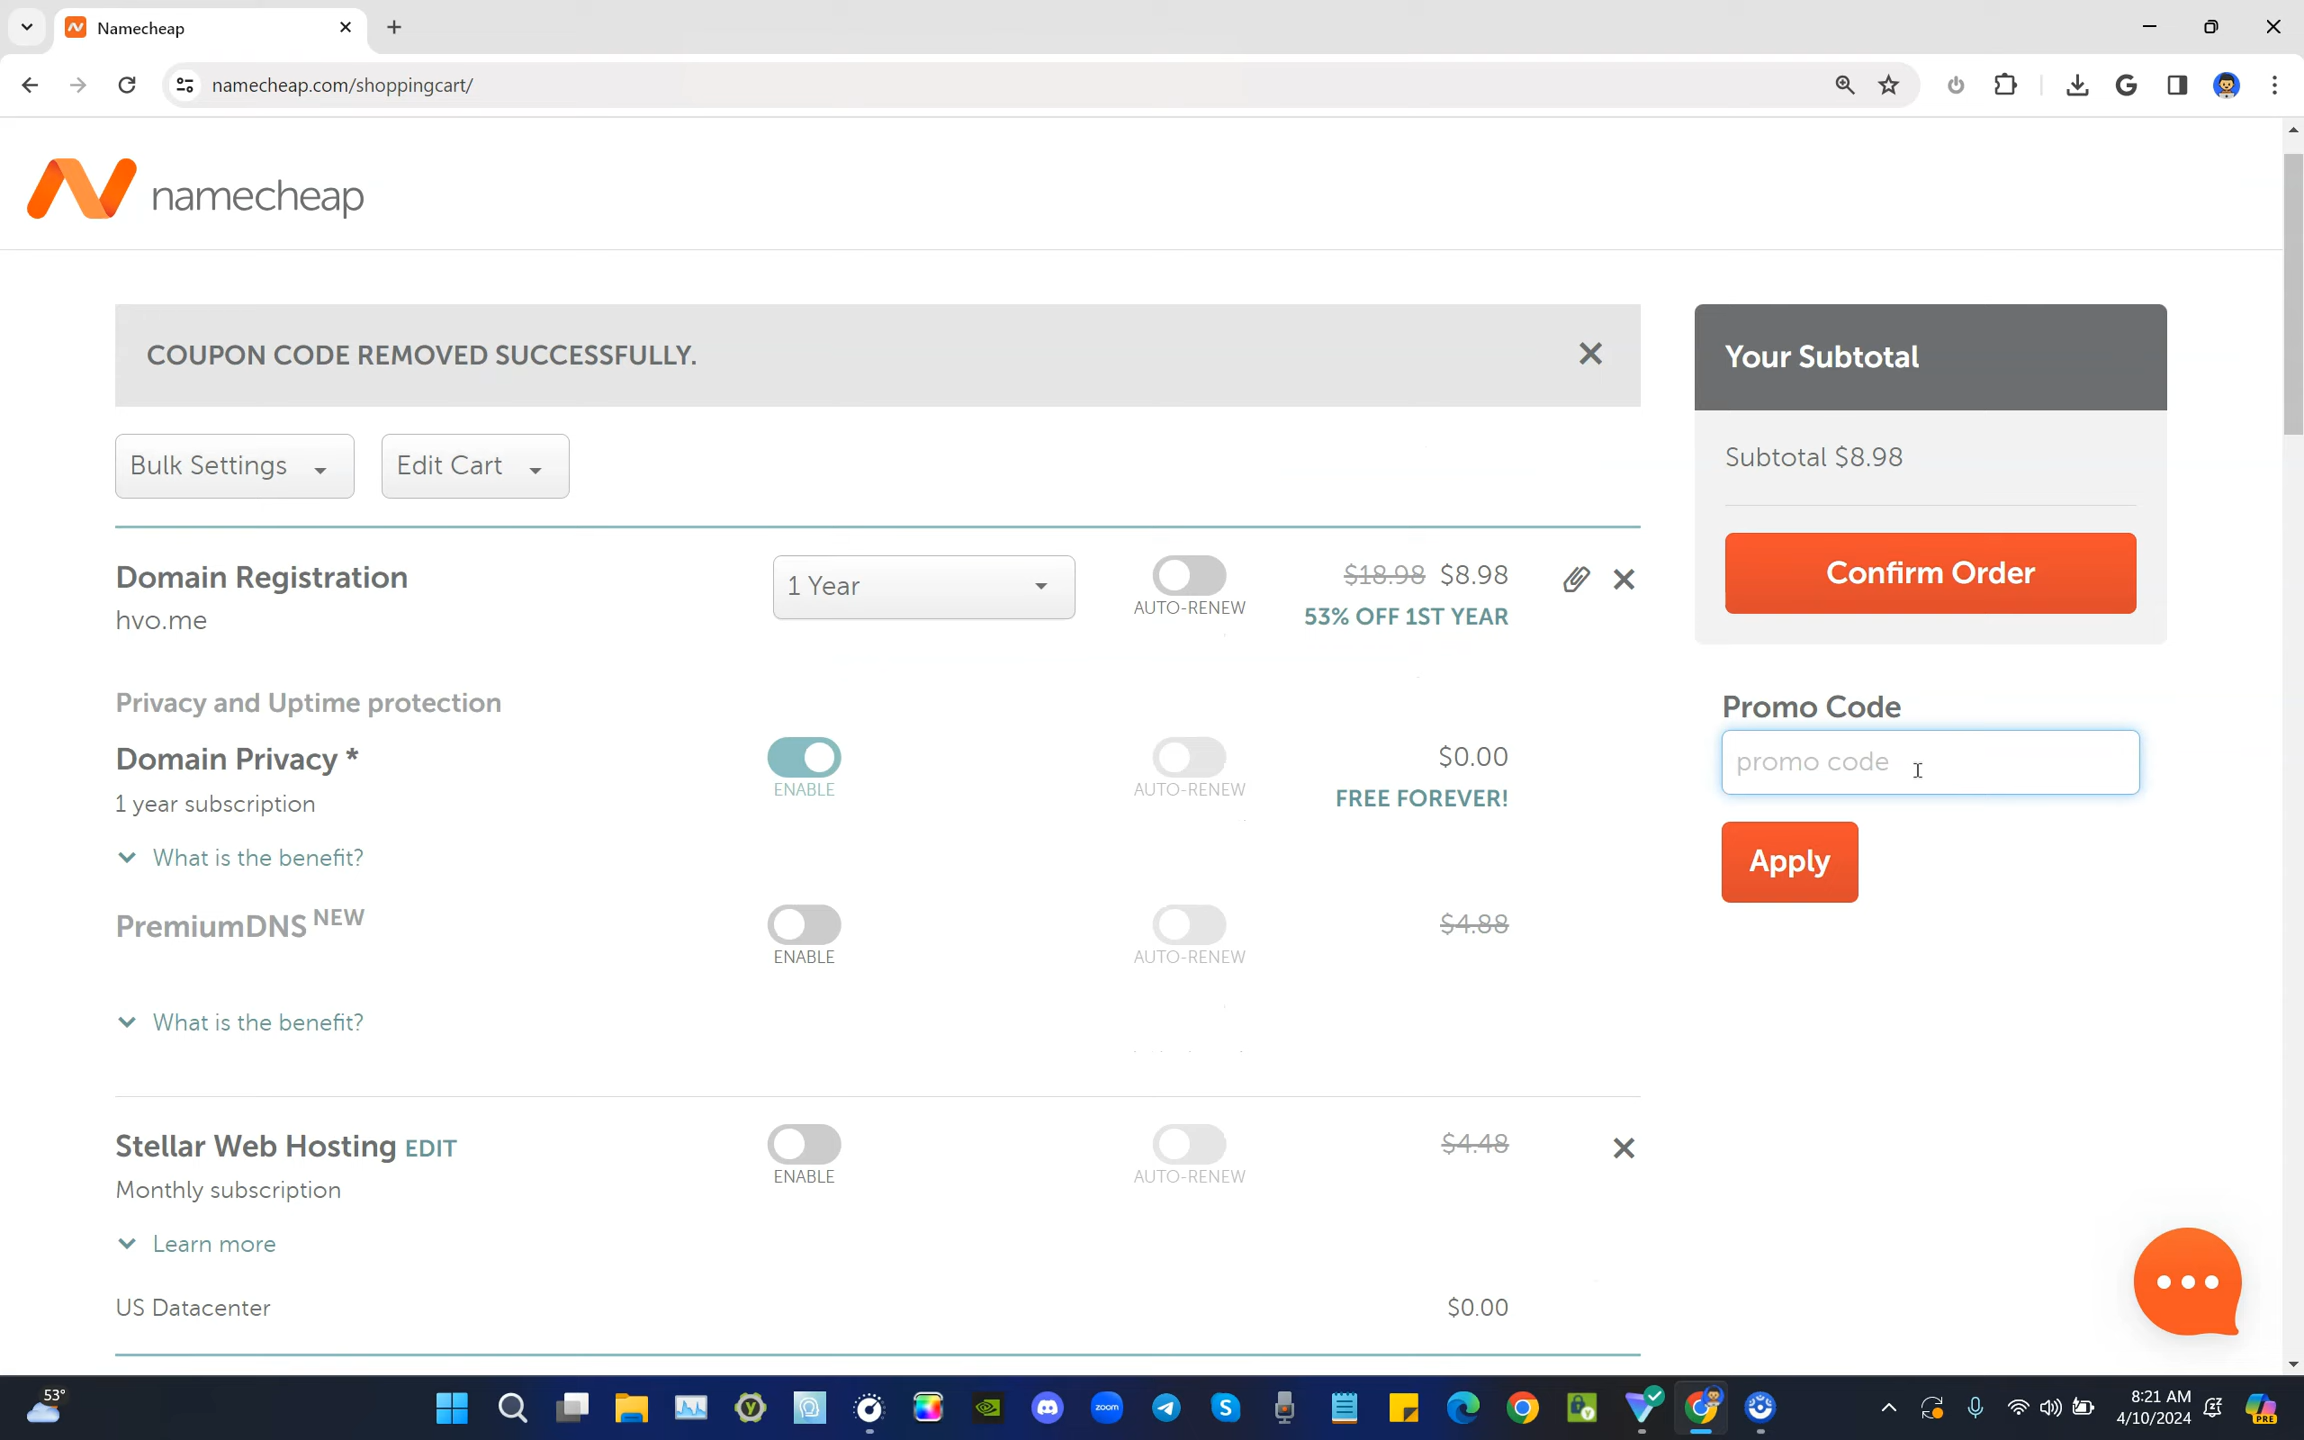 Namecheap
namecheap.com/shoppingcart/
namecheap
COUPON CODE REMOVED SUCCESSFULLY.
Your Subtotal
Subtotal $8.98
Bulk Settings
Edit Cart
Confirm Order
Domain Registration
hvo.me
1 Year
AUTO-RENEW
$18.98 $8.98
53% OFF 1ST YEAR
Promo Code
promo code
Apply
Privacy and Uptime protection
Domain Privacy *
1 year subscription
ENABLE
AUTO-RENEW
$0.00
FREE FOREVER!
What is the benefit?
PremiumDNS NEW
ENABLE
AUTO-RENEW
$4.88
What is the benefit?
Stellar Web Hosting EDIT
Monthly subscription
ENABLE
AUTO-RENEW
$4.48
Learn more
US Datacenter
$0.00
53°
zoom
8:21 AM
4/10/2024
PRE